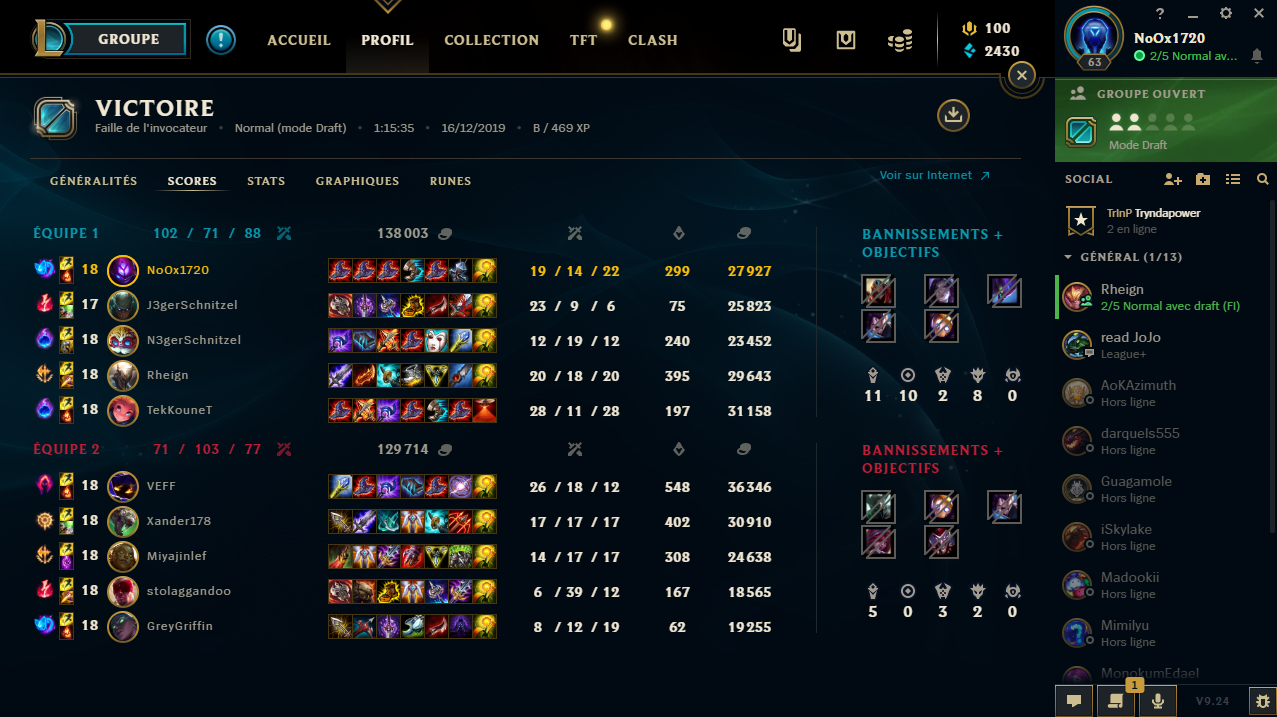 GROUPE
ACCUEIL
PROFIL
COLLECTION
TFT
CLASH
100
2430
63
NoOx1720
2/5 Normal av...
VICTOIRE
Faille de l'invocateur • Normal (mode Draft) • 1:15:35 • 16/12/2019 • B / 469 XP
GROUPE OUVERT
Mode Draft
GÉNÉRALITÉS
SCORES
STATS
GRAPHIQUES
RUNES
Voir sur Internet
ÉQUIPE 1 102 / 71 / 88 138 003
18 NoOx1720 19 / 14 / 22 299 27 927
17 J3gerSchnitzel 23 / 9 / 6 75 25 823
18 N3gerSchnitzel 12 / 19 / 12 240 23 452
18 Rheign 20 / 18 / 20 395 29 643
18 TekKouneT 28 / 11 / 28 197 31 158
BANNISSEMENTS +
OBJECTIFS
11 10 2 8 0
ÉQUIPE 2 71 / 103 / 77 129 714
18 VEFF 26 / 18 / 12 548 36 346
18 Xander178 17 / 17 / 17 402 30 910
18 Miyajinlef 14 / 17 / 17 308 24 638
18 stolaggandoo 6 / 39 / 12 167 18 565
18 GreyGriffin 8 / 12 / 19 62 19 255
BANNISSEMENTS +
OBJECTIFS
5 0 3 2 0
SOCIAL
TrInP Tryndapower
2 en ligne
GÉNÉRAL (1/13)
Rheign
2/5 Normal avec draft (FI)
read JoJo
League+
AoKAzimuth
Hors ligne
darquels555
Hors ligne
Guagamole
Hors ligne
iSkylake
Hors ligne
Madookii
Hors ligne
Mimilyu
Hors ligne
MonokumEdael
1
V9.24